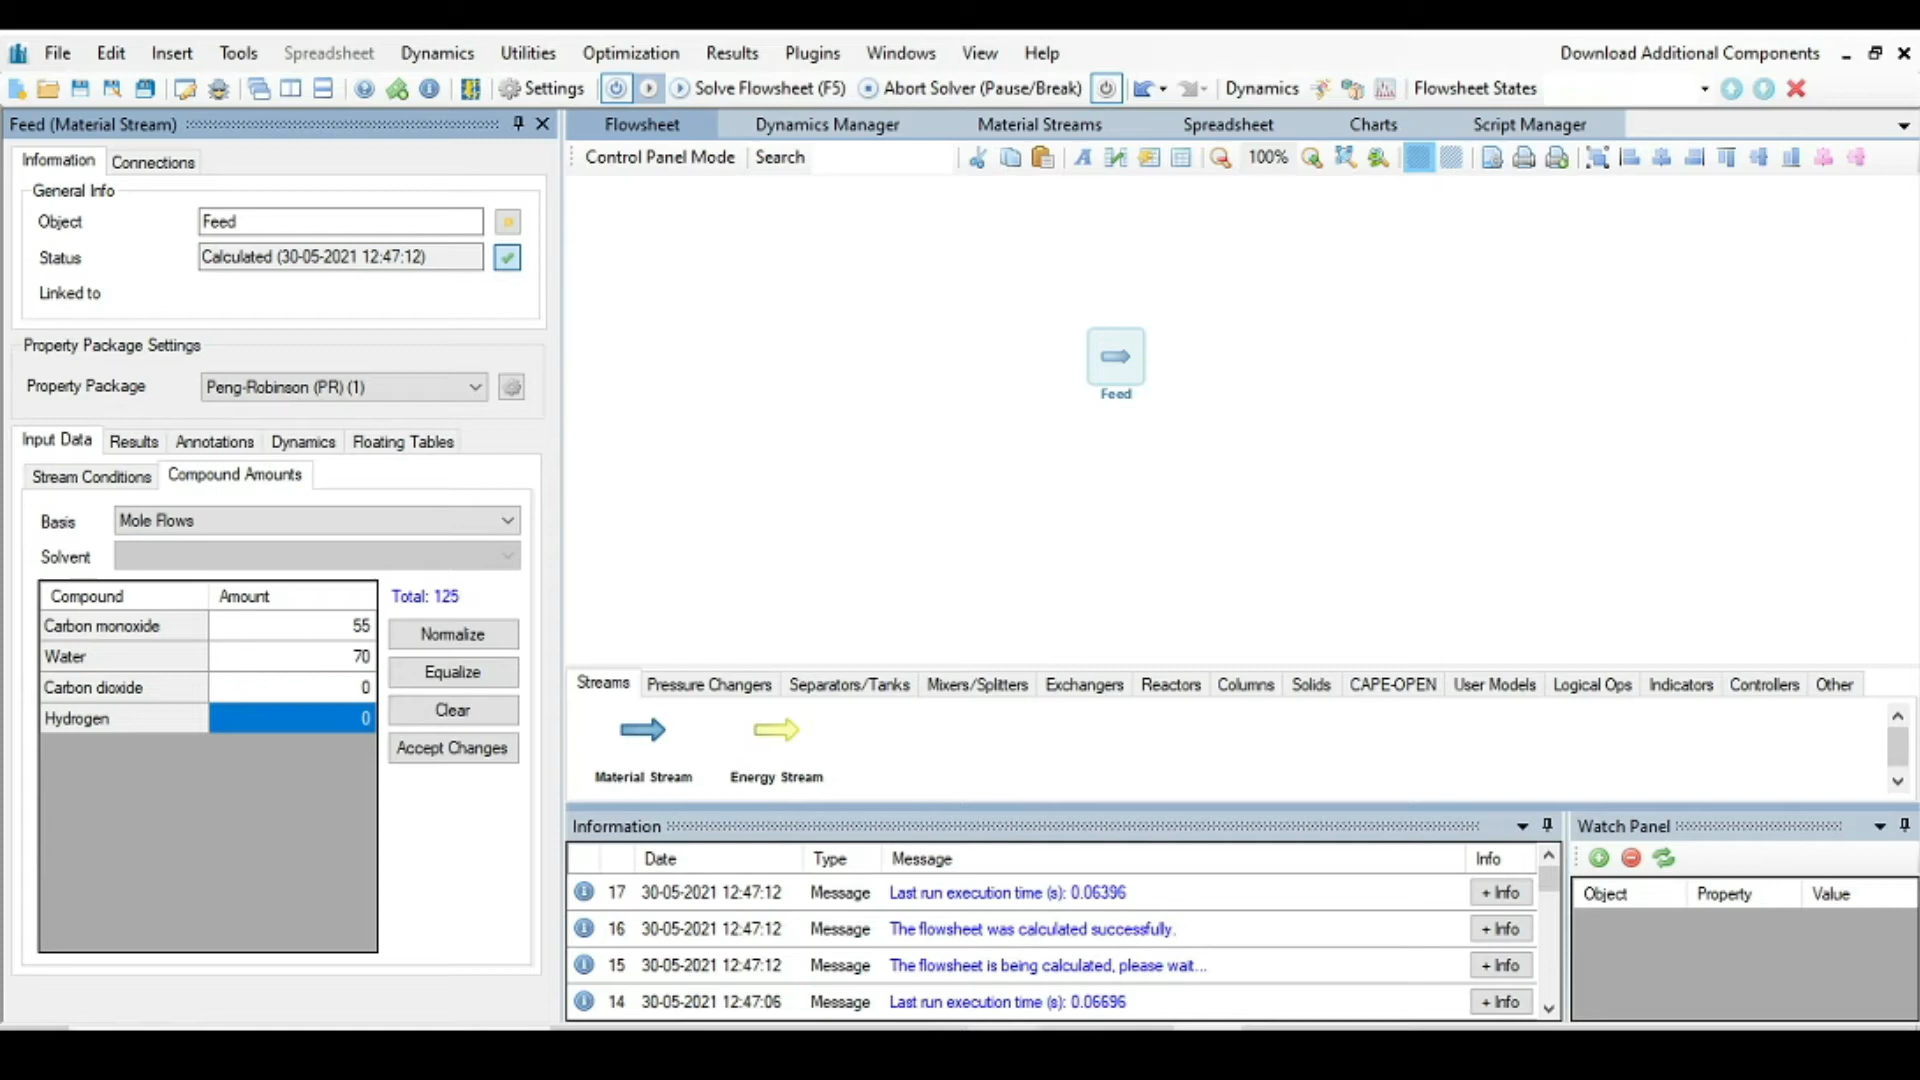 File Edit Insert Tools Spreadsheet Dynamics Utilities Optimization Results Plugins Windows View Help Download Additional Components
Settings Solve Flowsheet (F5) Abort Solver (Pause/Break) Dynamics Flowsheet States
Feed (Material Stream)
Information Connections
General Info
Object Feed
Status Calculated (30-05-2021 12:47:12)
Linked to
Property Package Settings
Property Package Peng-Robinson (PR) (1)
Input Data Results Annotations Dynamics Floating Tables
Stream Conditions Compound Amounts
Basis Mole Flows
Solvent
Compound Amount Total: 125
Carbon monoxide 55
Water 70
Carbon dioxide 0
Hydrogen 0
Normalize
Equalize
Clear
Accept Changes
Flowsheet Dynamics Manager Material Streams Spreadsheet Charts Script Manager
Control Panel Mode Search 100%
Feed
Streams Pressure Changers Separators/Tanks Mixers/Splitters Exchangers Reactors Columns Solids CAPE-OPEN User Models Logical Ops Indicators Controllers Other
Material Stream Energy Stream
Information
Date Type Message Info
17 30-05-2021 12:47:12 Message Last run execution time (s): 0.06396 + Info
16 30-05-2021 12:47:12 Message The flowsheet was calculated successfully. + Info
15 30-05-2021 12:47:12 Message The flowsheet is being calculated, please wait... + Info
14 30-05-2021 12:47:06 Message Last run execution time (s): 0.06696 + Info
Watch Panel
Object Property Value